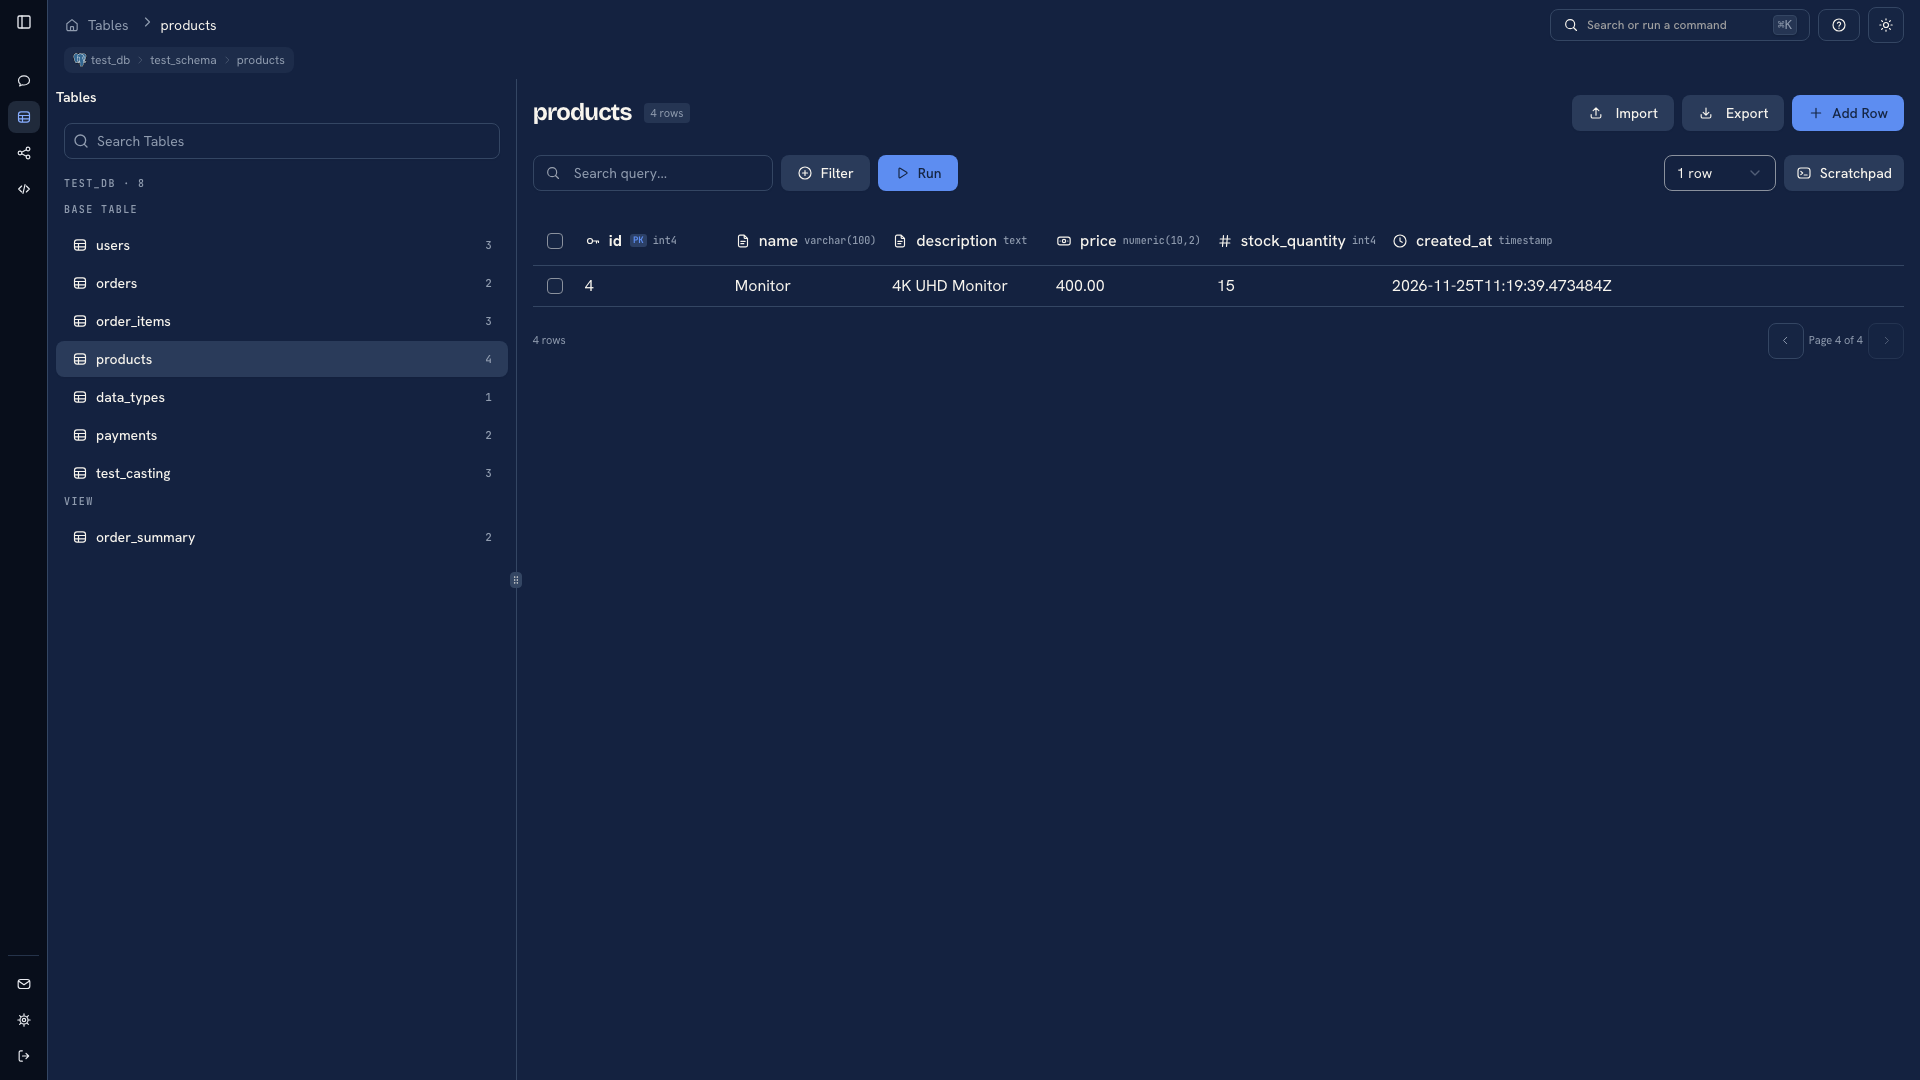 Tables products
Search or run a command ⌘K
test_db test_schema products
Tables
Search Tables
TEST_DB · 8
BASE TABLE
users 3
orders 2
order_items 3
products 4
data_types 1
payments 2
test_casting 3
VIEW
order_summary 2
products 4 rows
Import Export Add Row
Search query... Filter Run
1 row Scratchpad
id PK int4 name varchar(100) description text price numeric(10,2) stock_quantity int4 created_at timestamp
4 Monitor 4K UHD Monitor 400.00 15 2026-11-25T11:19:39.473484Z
4 rows
Page 4 of 4